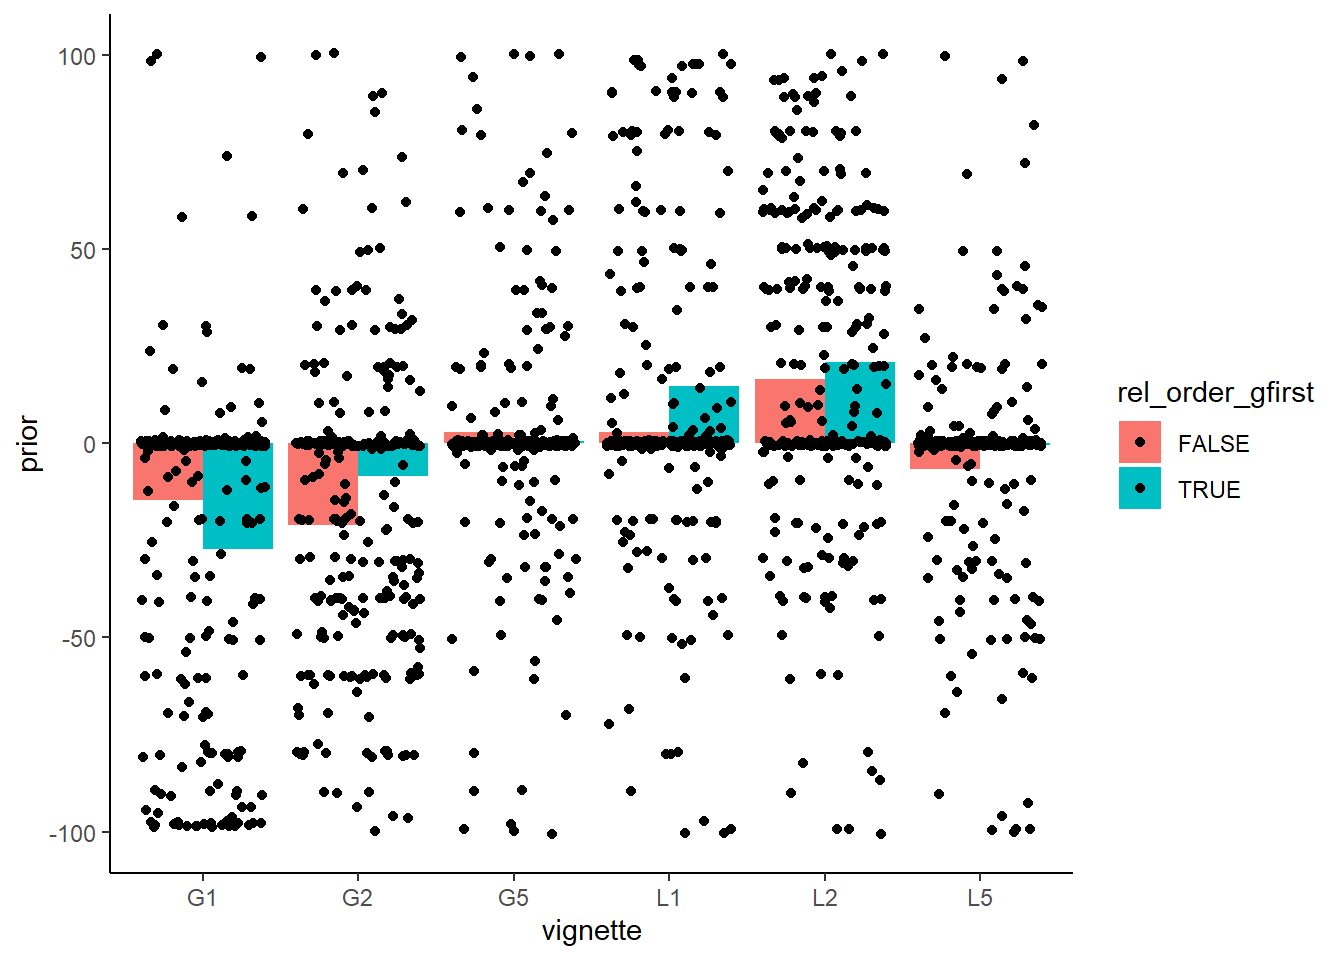 100
50
0
-50
-100
prior
G1
G2
G5
L1
L2
L5
vignette
rel_order_gfirst
FALSE
TRUE